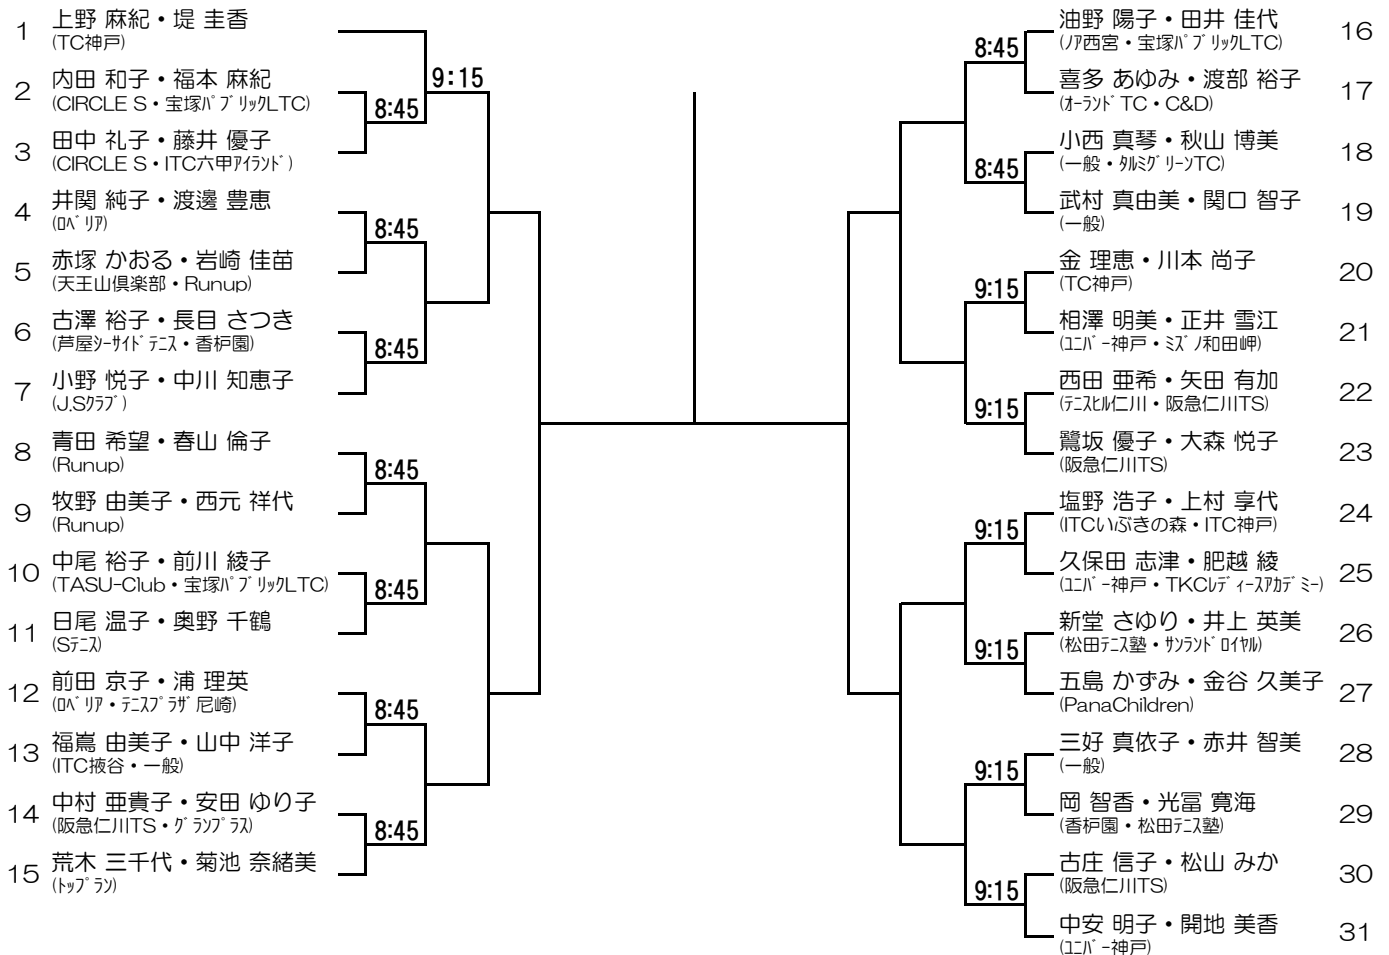 1 上野 麻紀・堤 圭香
(TC神戸)
9:15
2 内田 和子・福本 麻紀
(CIRCLE S・宝塚ﾊﾟﾌﾞﾘｯｸLTC)
8:45
3 田中 礼子・藤井 優子
(CIRCLE S・ITC六甲ｱｲﾗﾝﾄﾞ)
4 井関 純子・渡邊 豊恵
(ﾛﾍﾞﾘｱ)
8:45
5 赤塚 かおる・岩崎 佳苗
(天王山倶楽部・Runup)
6 古澤 裕子・長目 さつき
(芦屋ｼｰｻｲﾄﾞﾃﾆｽ・香枦園)
8:45
7 小野 悦子・中川 知恵子
(J.Sｸﾗﾌﾞ)
8 青田 希望・春山 倫子
(Runup)
8:45
9 牧野 由美子・西元 祥代
(Runup)
10 中尾 裕子・前川 綾子
(TASU-Club・宝塚ﾊﾟﾌﾞﾘｯｸLTC)
8:45
11 日尾 温子・奥野 千鶴
(Sﾃﾆｽ)
12 前田 京子・浦 理英
(ﾛﾍﾞﾘｱ・ﾃﾆｽﾌﾟﾗｻﾞ尼崎)
8:45
13 福嶌 由美子・山中 洋子
(ITC掖谷・一般)
14 中村 亜貴子・安田 ゆり子
(阪急仁川TS・ｸﾞﾗﾝﾌﾟﾗｽ)
8:45
15 荒木 三千代・菊池 奈緒美
(ﾄｯﾌﾟﾗﾝ)
油野 陽子・田井 佳代 16
(ﾉｱ西宮・宝塚ﾊﾟﾌﾞﾘｯｸLTC)
8:45
喜多 あゆみ・渡部 裕子 17
(ｵｰﾗﾝﾄﾞTC・C&D)
小西 真琴・秋山 博美 18
(一般・ﾀﾙﾐｸﾞﾘｰﾝTC)
8:45
武村 真由美・関口 智子 19
(一般)
金 理恵・川本 尚子 20
(TC神戸)
9:15
相澤 明美・正井 雪江 21
(ﾕﾆﾊﾞｰ神戸・ﾐｽﾞﾉ和田岬)
西田 亜希・矢田 有加 22
(ﾃﾆｽﾋﾙ仁川・阪急仁川TS)
9:15
鷺坂 優子・大森 悦子 23
(阪急仁川TS)
塩野 浩子・上村 享代 24
(ITCいぶきの森・ITC神戸)
9:15
久保田 志津・肥越 綾 25
(ﾕﾆﾊﾞｰ神戸・TKCﾚﾃﾞｨｰｽｱｶﾃﾞﾐｰ)
新堂 さゆり・井上 英美 26
(松田ﾃﾆｽ塾・ｻﾝﾗﾝﾄﾞﾛｲﾔﾙ)
9:15
五島 かずみ・金谷 久美子 27
(PanaChildren)
三好 真依子・赤井 智美 28
(一般)
9:15
岡 智香・光冨 寛海 29
(香枦園・松田ﾃﾆｽ塾)
古庄 信子・松山 みか 30
(阪急仁川TS)
9:15
中安 明子・開地 美香 31
(ﾕﾆﾊﾞｰ神戸)